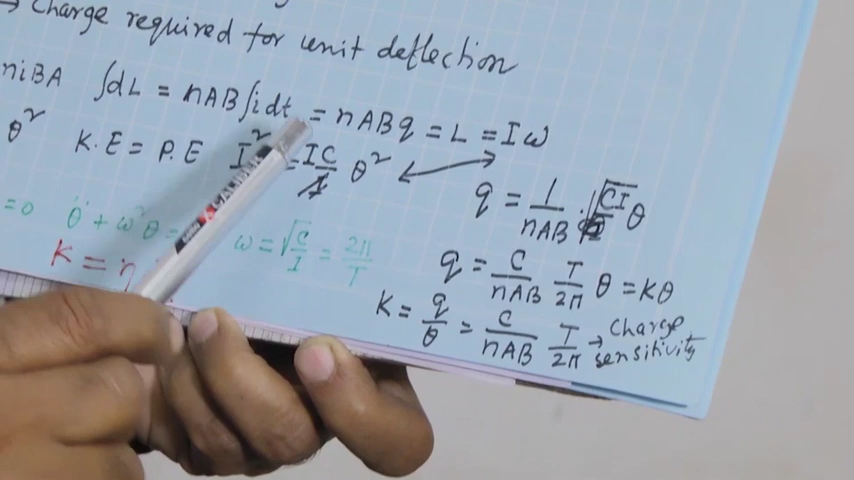 → Charge required for unit deflection
niBA ∫dL = nAB∫idt = nABq = L = Iω
θ² K.E = P.E I² = IC/ θ²
q = 1/nAB . √CI θ
=0 θ̈ + ω²θ = ω = √C/I = 2π/T
q = C/nAB T/2π θ = Kθ
K =
K = q/θ = C/nAB T/2π → Charge sensitivity